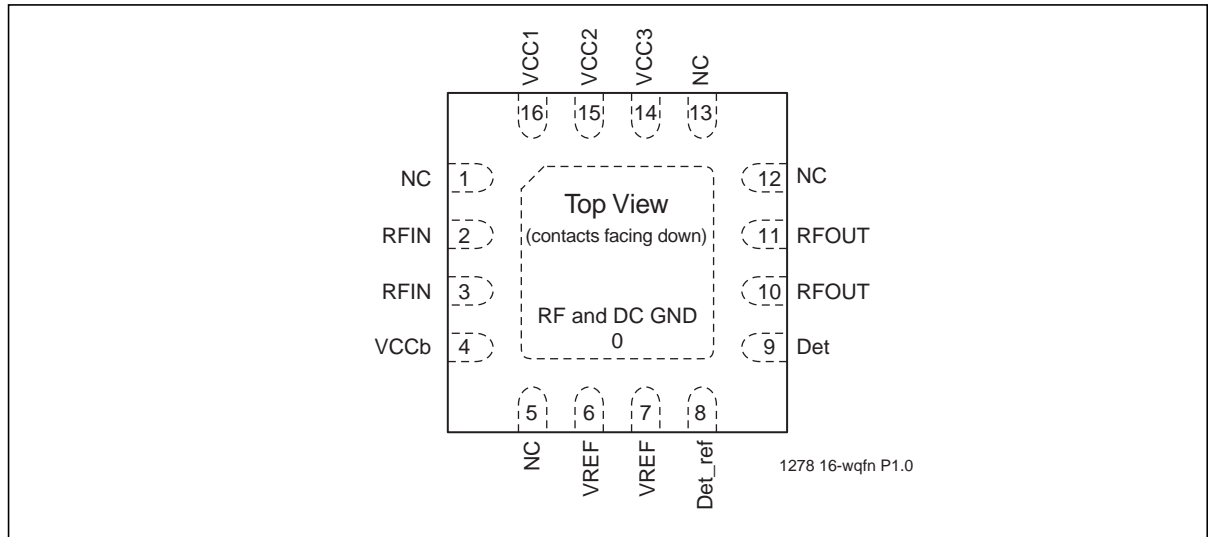 VCC1
VCC2
VCC3
NC
16
15
14
13
NC 1
RFIN 2
RFIN 3
VCCb 4
Top View
(contacts facing down)
RF and DC GND
0
12 NC
11 RFOUT
10 RFOUT
9 Det
5
6
7
8
NC
VREF
VREF
Det_ref
1278 16-wqfn P1.0